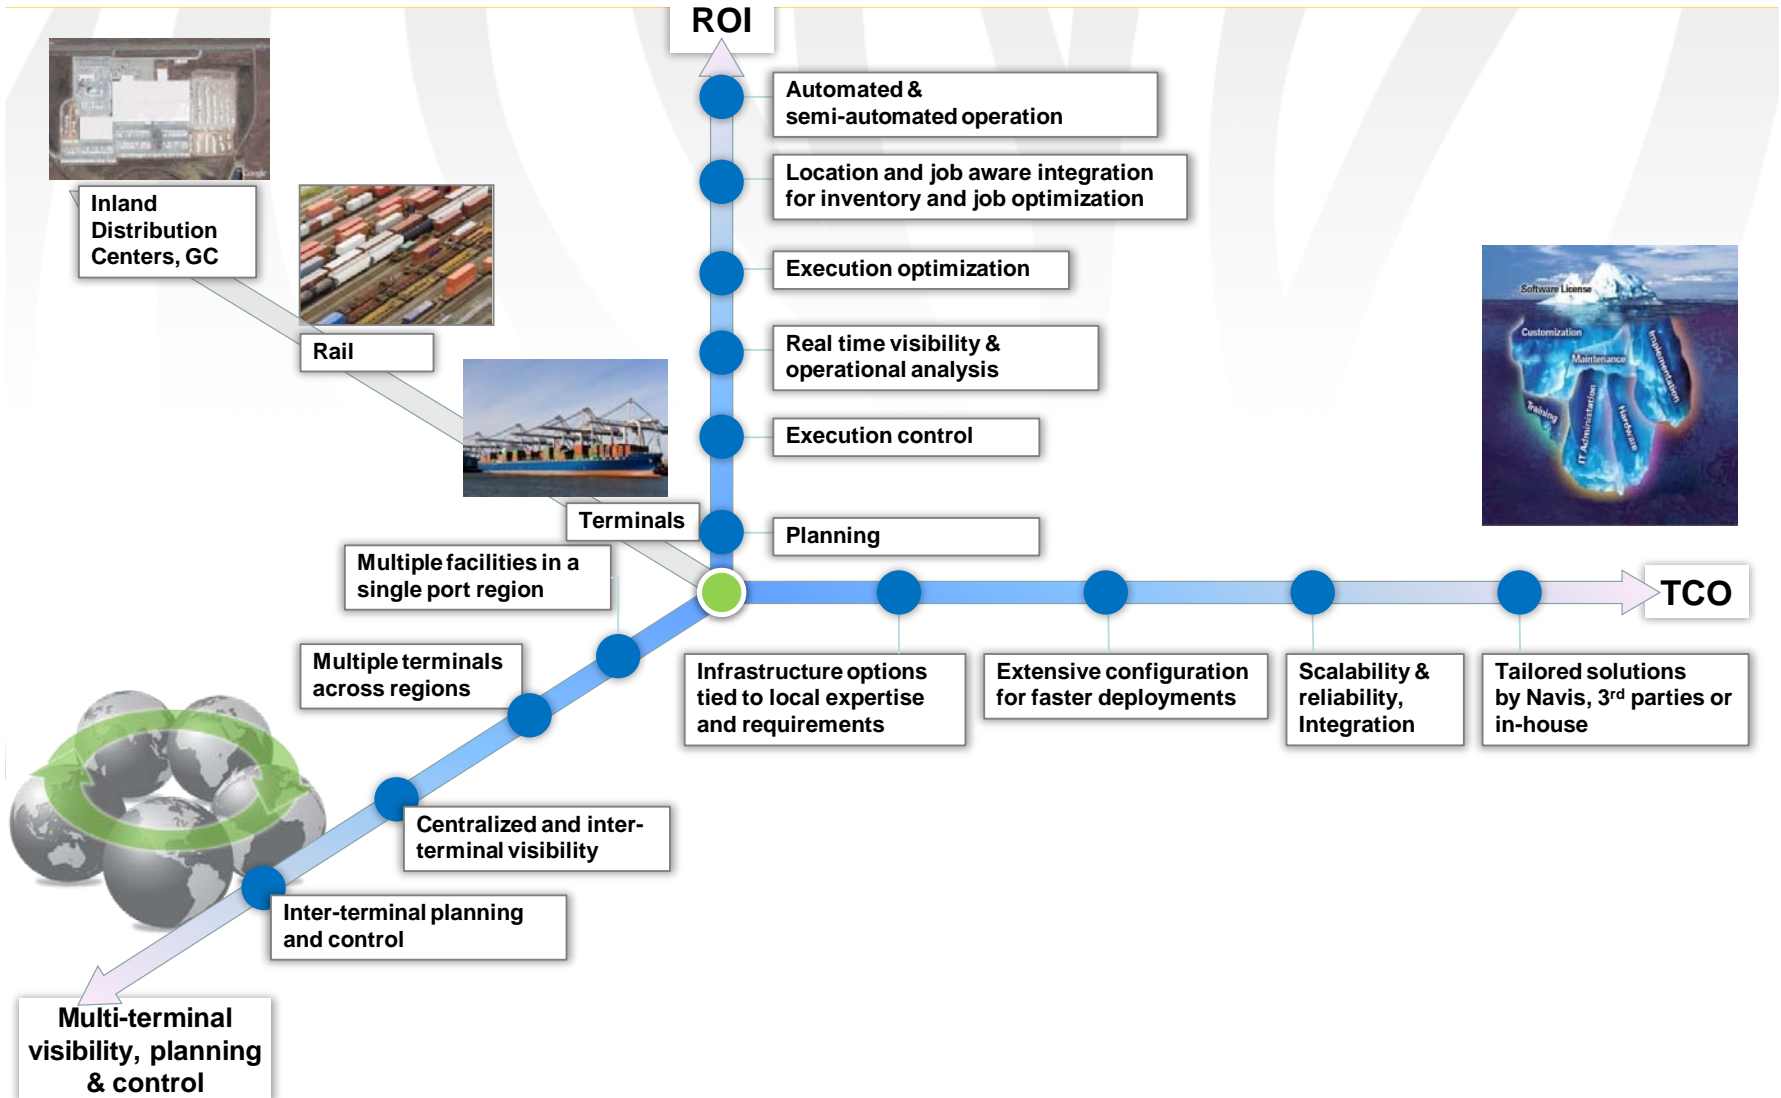 ROI
Automated &
semi-automated operation
Location and job aware integration
for inventory and job optimization
Execution optimization
Real time visibility &
operational analysis
Execution control
Planning
Google
Inland
Distribution
Centers, GC
Rail
Terminals
Multiple facilities in a
single port region
Multiple terminals
across regions
Centralized and inter-
terminal visibility
Inter-terminal planning
and control
Multi-terminal
visibility, planning
& control
Software License
Customization
Maintenance
Implementation
Training
IT Administation
Hardware
TCO
Infrastructure options
tied to local expertise
and requirements
Extensive configuration
for faster deployments
Scalability &
reliability,
Integration
Tailored solutions
by Navis, 3rd parties or
in-house